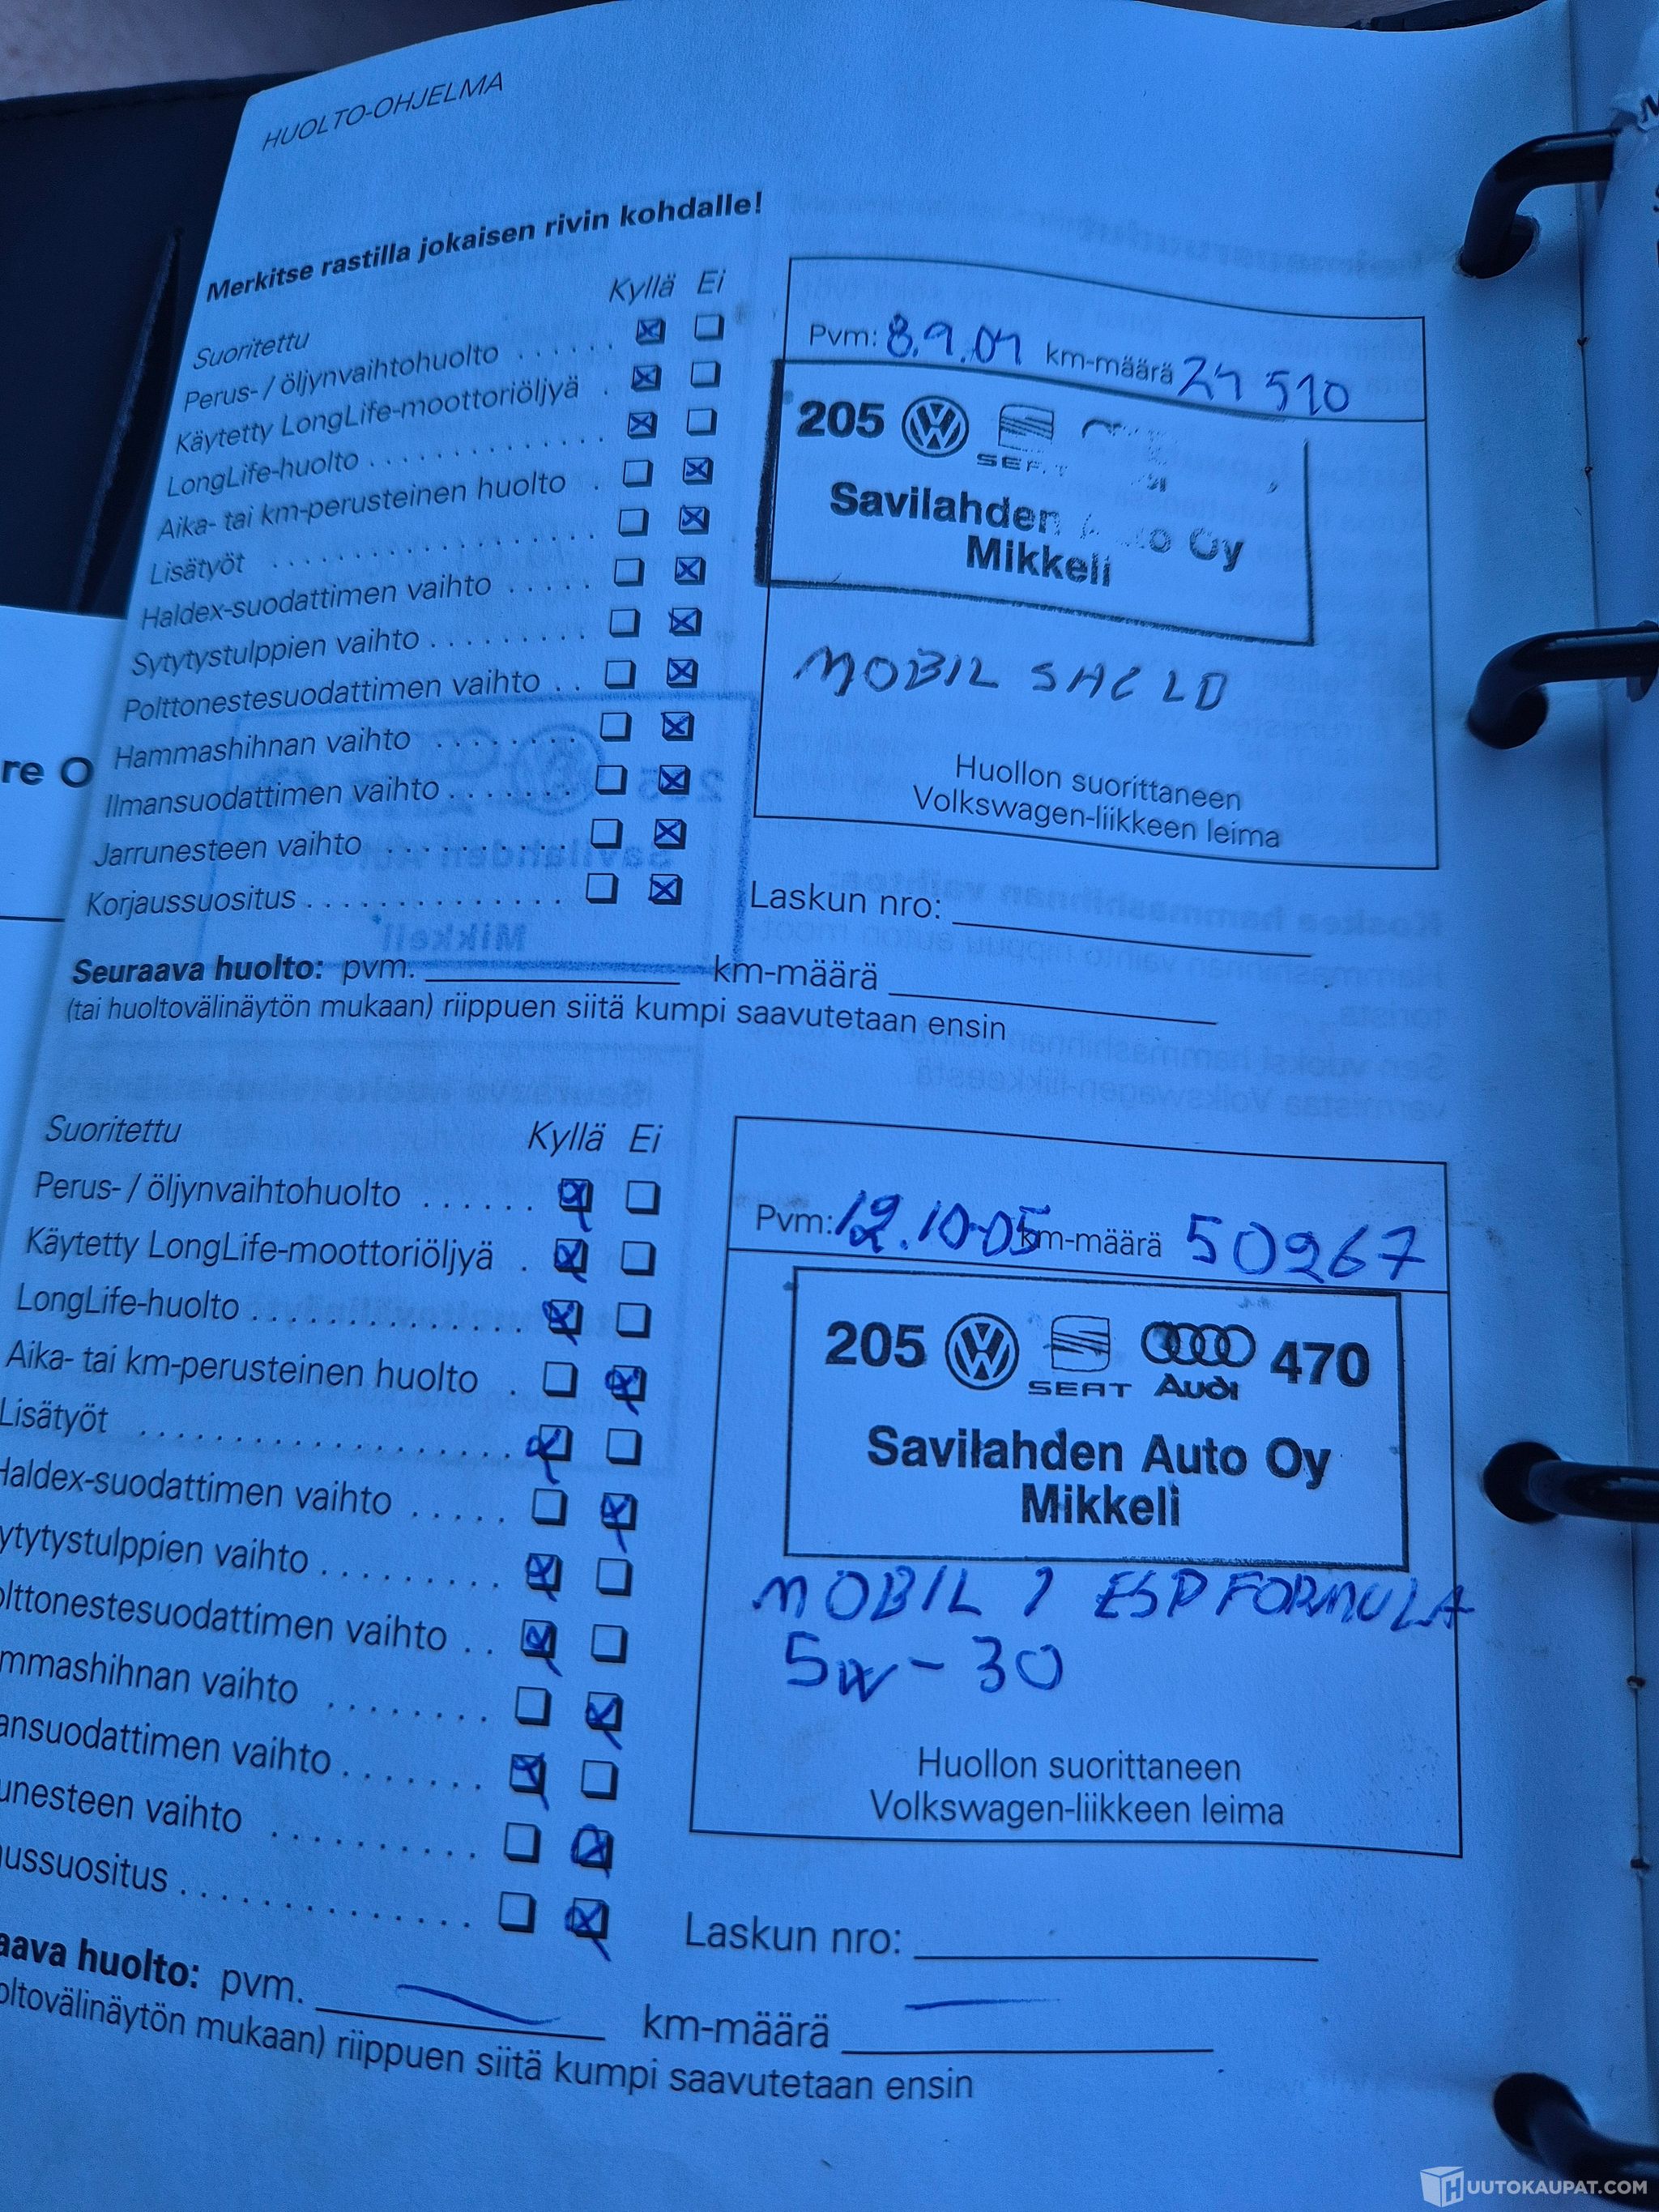 HUOLTO-OHJELMA
Merkitse rastilla jokaisen rivin kohdalle!
Suoritettu Kyllä Ei
Perus- / öljynvaihtohuolto . . . . . .
Käytetty LongLife-moottoriöljyä .
LongLife-huolto . . . . . . . . . . . . . .
Aika- tai km-perusteinen huolto .
Lisätyöt . . . . . . . . . . . . . . . . . . .
Haldex-suodattimen vaihto . . . . .
Sytytystulppien vaihto . . . . . . . . .
Polttonestesuodattimen vaihto . .
Hammashihnan vaihto . . . . . . . .
Ilmansuodattimen vaihto . . . . . . .
Jarrunesteen vaihto . . . . . . . . . . .
Korjaussuositus . . . . . . . . . . . . . .
Pvm: 8.9.04 km-määrä 21 510
205 SEAT
Savilahden Auto Oy
Mikkeli
MOBIL
Huollon suorittaneen
Volkswagen-liikkeen leima
Laskun nro:
Seuraava huolto: pvm. km-määrä
(tai huoltovälinäytön mukaan) riippuen siitä kumpi saavutetaan ensin
re O
Suoritettu Kyllä Ei
Perus- / öljynvaihtohuolto . . . . . .
Käytetty LongLife-moottoriöljyä .
LongLife-huolto . . . . . . . . . . . . . .
Aika- tai km-perusteinen huolto .
Lisätyöt . . . . . . . . . . . . . . . . . . .
Haldex-suodattimen vaihto . . . . .
ytytystulppien vaihto . . . . . . . . .
olttonestesuodattimen vaihto . .
mmashihnan vaihto . . . . . . . .
ansuodattimen vaihto . . . . . . .
unesteen vaihto . . . . . . . . . . .
ussuositus . . . . . . . . . . . . . .
Pvm: 12.10-05 km-määrä 50267
205 SEAT Audi 470
Savilahden Auto Oy
Mikkeli
MOBIL 1 ESP FORMULA
5W-30
Huollon suorittaneen
Volkswagen-liikkeen leima
Laskun nro:
aava huolto: pvm. km-määrä
oltovälinäytön mukaan) riippuen siitä kumpi saavutetaan ensin
HUUTOKAUPAT.COM